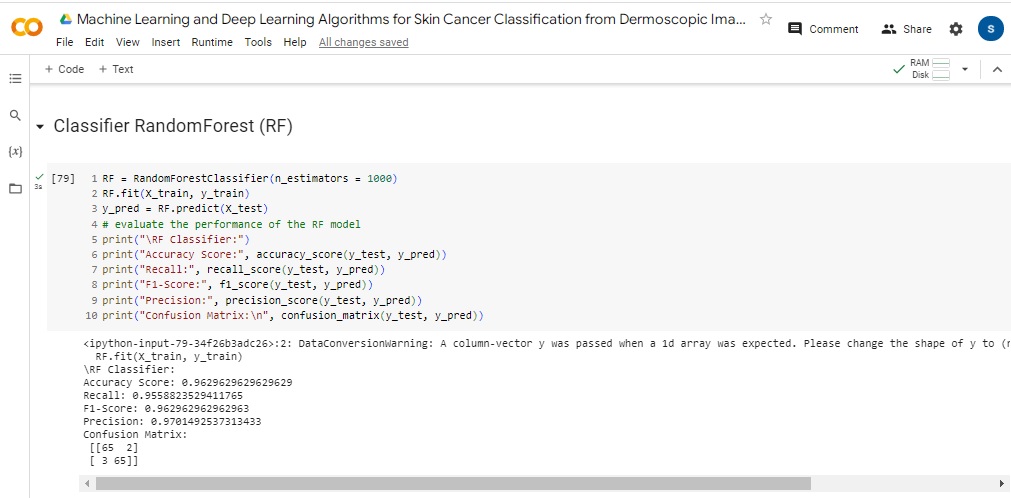 Machine Learning and Deep Learning Algorithms for Skin Cancer Classification from Dermoscopic Ima...
Comment
Share
S
File Edit View Insert Runtime Tools Help All changes saved
+ Code + Text
RAM
Disk
Classifier RandomForest (RF)
{x}
3s
[79]
1 RF = RandomForestClassifier(n_estimators = 1000)
2 RF.fit(X_train, y_train)
3 y_pred = RF.predict(X_test)
4 # evaluate the performance of the RF model
5 print("\RF Classifier:")
6 print("Accuracy Score:", accuracy_score(y_test, y_pred))
7 print("Recall:", recall_score(y_test, y_pred))
8 print("F1-Score:", f1_score(y_test, y_pred))
9 print("Precision:", precision_score(y_test, y_pred))
10 print("Confusion Matrix:\n", confusion_matrix(y_test, y_pred))
<ipython-input-79-34f26b3adc26>:2: DataConversionWarning: A column-vector y was passed when a 1d array was expected. Please change the shape of y to
RF.fit(X_train, y_train)
\RF Classifier:
Accuracy Score: 0.9629629629629629
Recall: 0.9558823529411765
F1-Score: 0.962962962962963
Precision: 0.9701492537313433
Confusion Matrix:
[[65 2]
[ 3 65]]